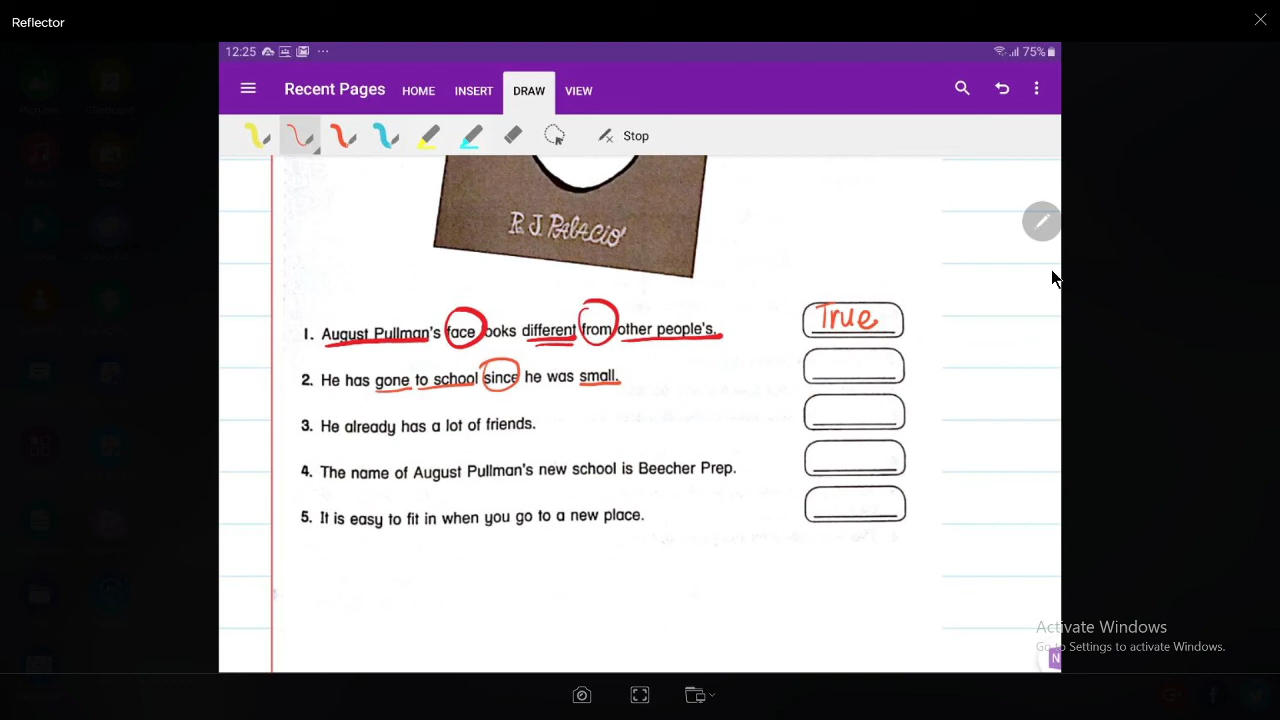 Reflector
12:25 ... 75%
Recent Pages HOME INSERT DRAW VIEW
Stop
R. J. Palacio
1. August Pullman's face looks different from other people's. True
2. He has gone to school since he was small.
3. He already has a lot of friends.
4. The name of August Pullman's new school is Beecher Prep.
5. It is easy to fit in when you go to a new place.
Activate Windows
Go to Settings to activate Windows.
N